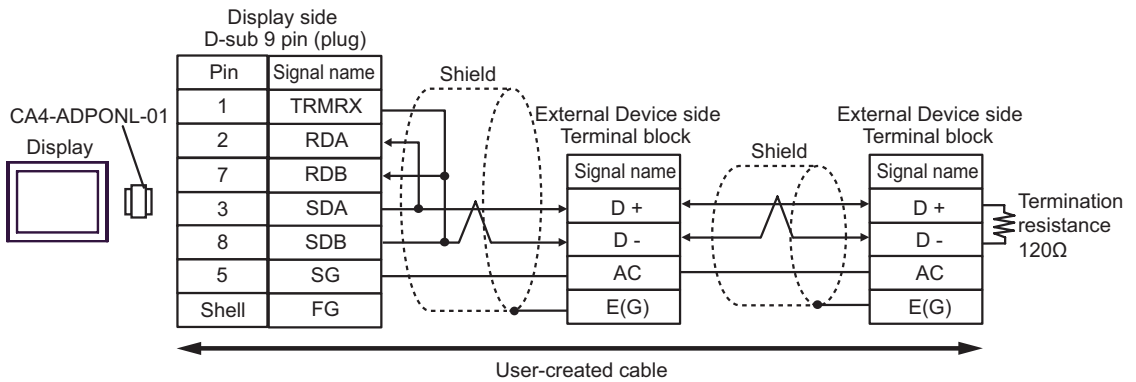 Display side
D-sub 9 pin (plug)
CA4-ADPONL-01
Display
Pin Signal name
1 TRMRX
2 RDA
7 RDB
3 SDA
8 SDB
5 SG
Shell FG
Shield
External Device side
Terminal block
Signal name
D +
D -
AC
E(G)
Shield
External Device side
Terminal block
Signal name
D +
D -
AC
E(G)
Termination
resistance
120Ω
User-created cable